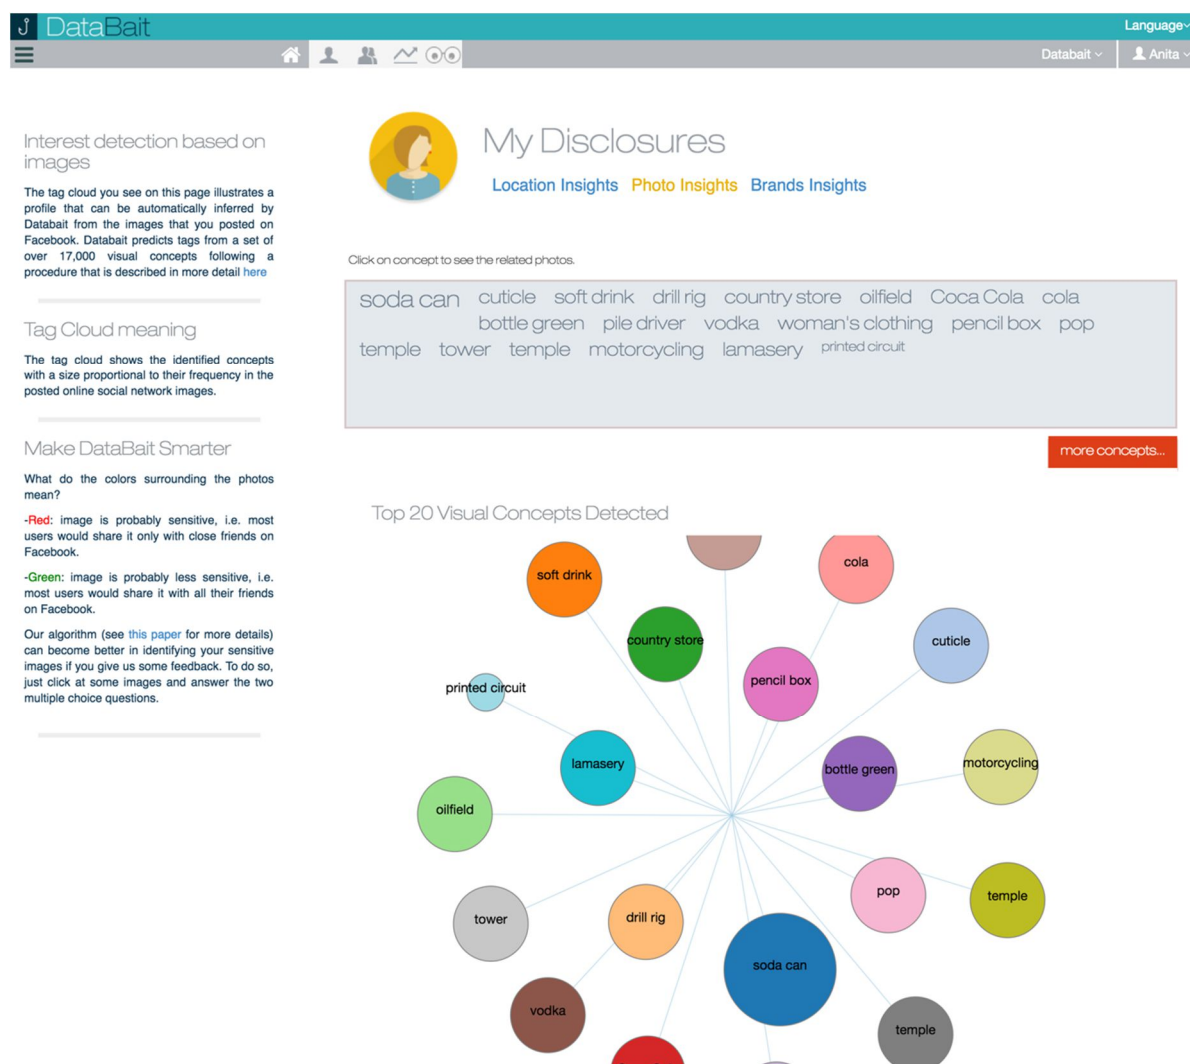 DataBait
Language
Databait
Anita
Interest detection based on
images
The tag cloud you see on this page illustrates a
profile that can be automatically inferred by
Databait from the images that you posted on
Facebook. Databait predicts tags from a set of
over 17,000 visual concepts following a
procedure that is described in more detail here
Tag Cloud meaning
The tag cloud shows the identified concepts
with a size proportional to their frequency in the
posted online social network images.
Make DataBait Smarter
What do the colors surrounding the photos
mean?
-Red: image is probably sensitive, i.e. most
users would share it only with close friends on
Facebook.
-Green: image is probably less sensitive, i.e.
most users would share it with all their friends
on Facebook.
Our algorithm (see this paper for more details)
can become better in identifying your sensitive
images if you give us some feedback. To do so,
just click at some images and answer the two
multiple choice questions.
My Disclosures
Location Insights Photo Insights Brands Insights
Click on concept to see the related photos.
soda can cuticle soft drink drill rig country store oilfield Coca Cola cola
bottle green pile driver vodka woman's clothing pencil box pop
temple tower temple motorcycling lamasery printed circuit
more concepts...
Top 20 Visual Concepts Detected
soft drink
cola
country store
cuticle
pencil box
printed circuit
lamasery
bottle green
motorcycling
oilfield
pop
temple
tower
drill rig
soda can
vodka
temple